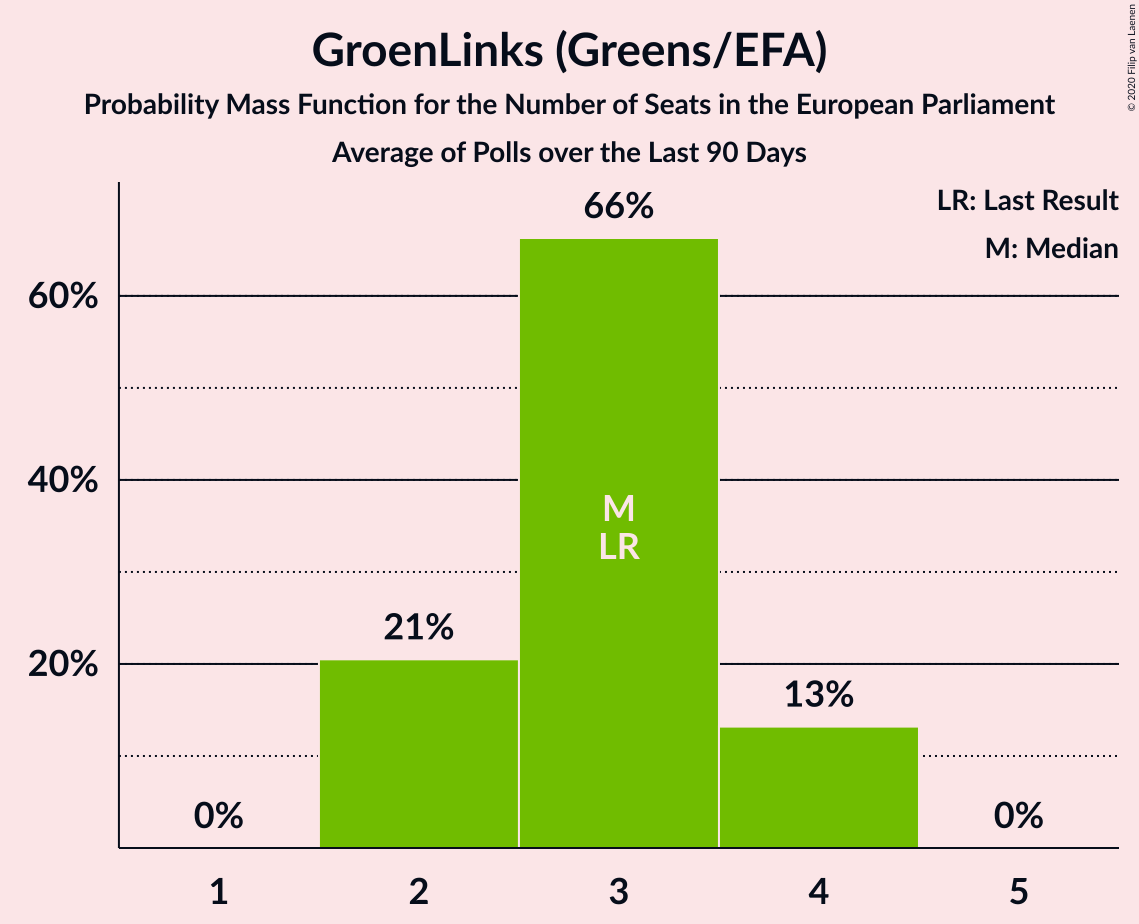 GroenLinks (Greens/EFA)
Probability Mass Function for the Number of Seats in the European Parliament
Average of Polls over the Last 90 Days
© 2020 Filip van Laenen
LR: Last Result
M: Median
66%
60%
40%
M
LR
21%
20%
13%
0%
0%
1
2
3
4
5